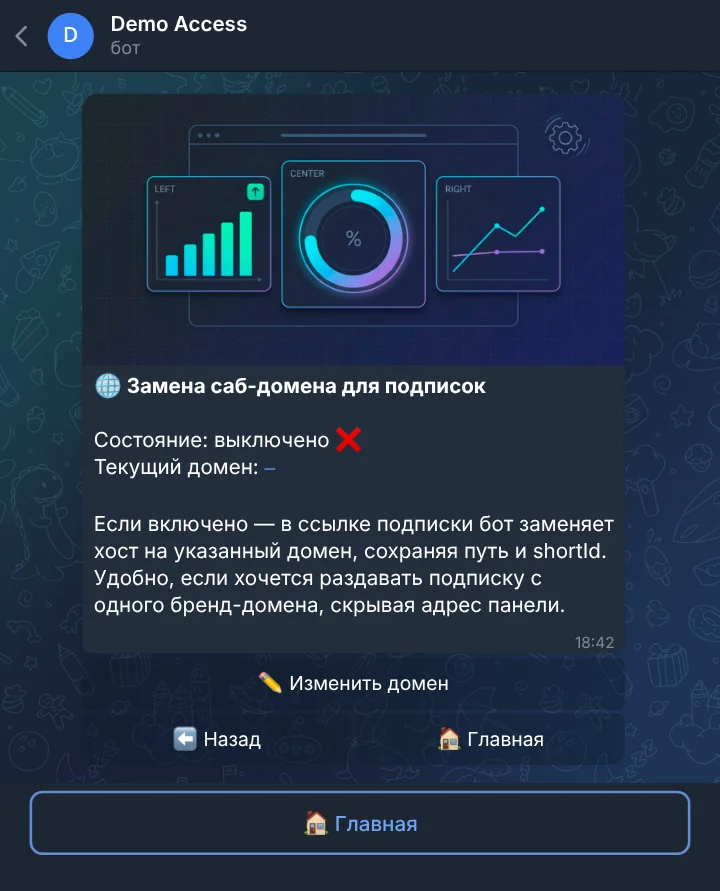 D
Demo Access
бот
LEFT
CENTER
RIGHT
%
🌐 Замена саб-домена для подписок
Состояние: выключено ❌
Текущий домен: –
Если включено — в ссылке подписки бот заменяет
хост на указанный домен, сохраняя путь и shortId.
Удобно, если хочется раздавать подписку с
одного бренд-домена, скрывая адрес панели.
18:42
✏️ Изменить домен
⬅️ Назад
🏠 Главная
🏠 Главная